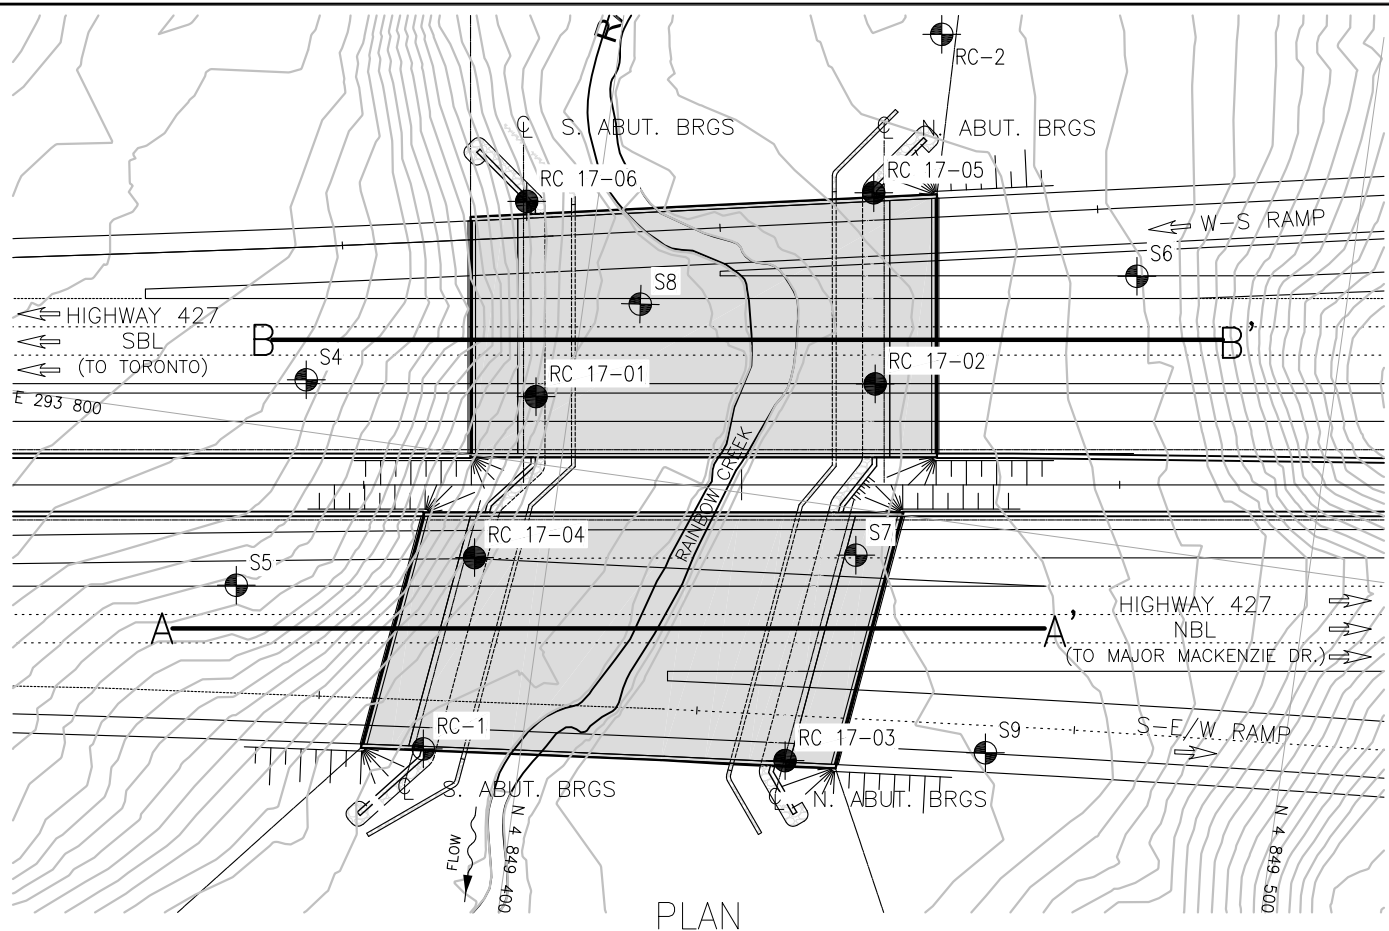 RC-2
℄ S. ABUT. BRGS
℄ N. ABUT. BRGS
RC 17-06
RC 17-05
W-S RAMP
S6
S8
HIGHWAY 427
SBL
(TO TORONTO)
B
B'
S4
RC 17-01
RC 17-02
E 293 800
RAINBOW CREEK
RC 17-04
S7
S5
A
A'
HIGHWAY 427
NBL
(TO MAJOR MACKENZIE DR.)
RC-1
RC 17-03
S9
S-E/W RAMP
℄ S. ABUT. BRGS
℄ N. ABUT. BRGS
FLOW
N 4 849 400
N 4 849 500
PLAN